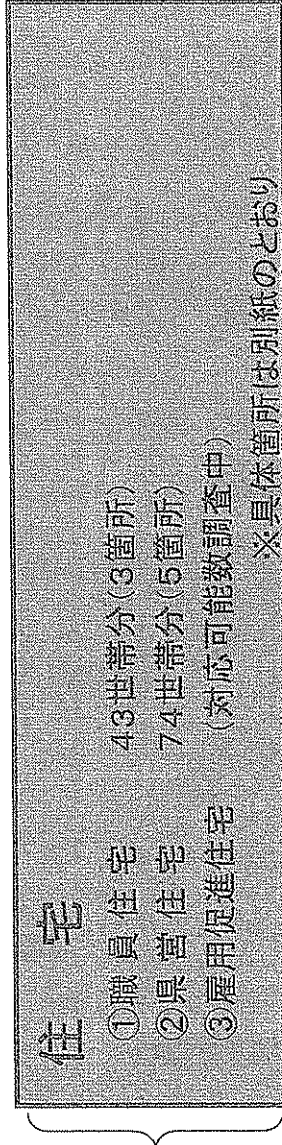 住　宅
①職員住宅　43世帯分(3箇所)
②県営住宅　74世帯分(5箇所)
③雇用促進住宅　(対応可能数調査中)
※具体箇所は別紙のとおり